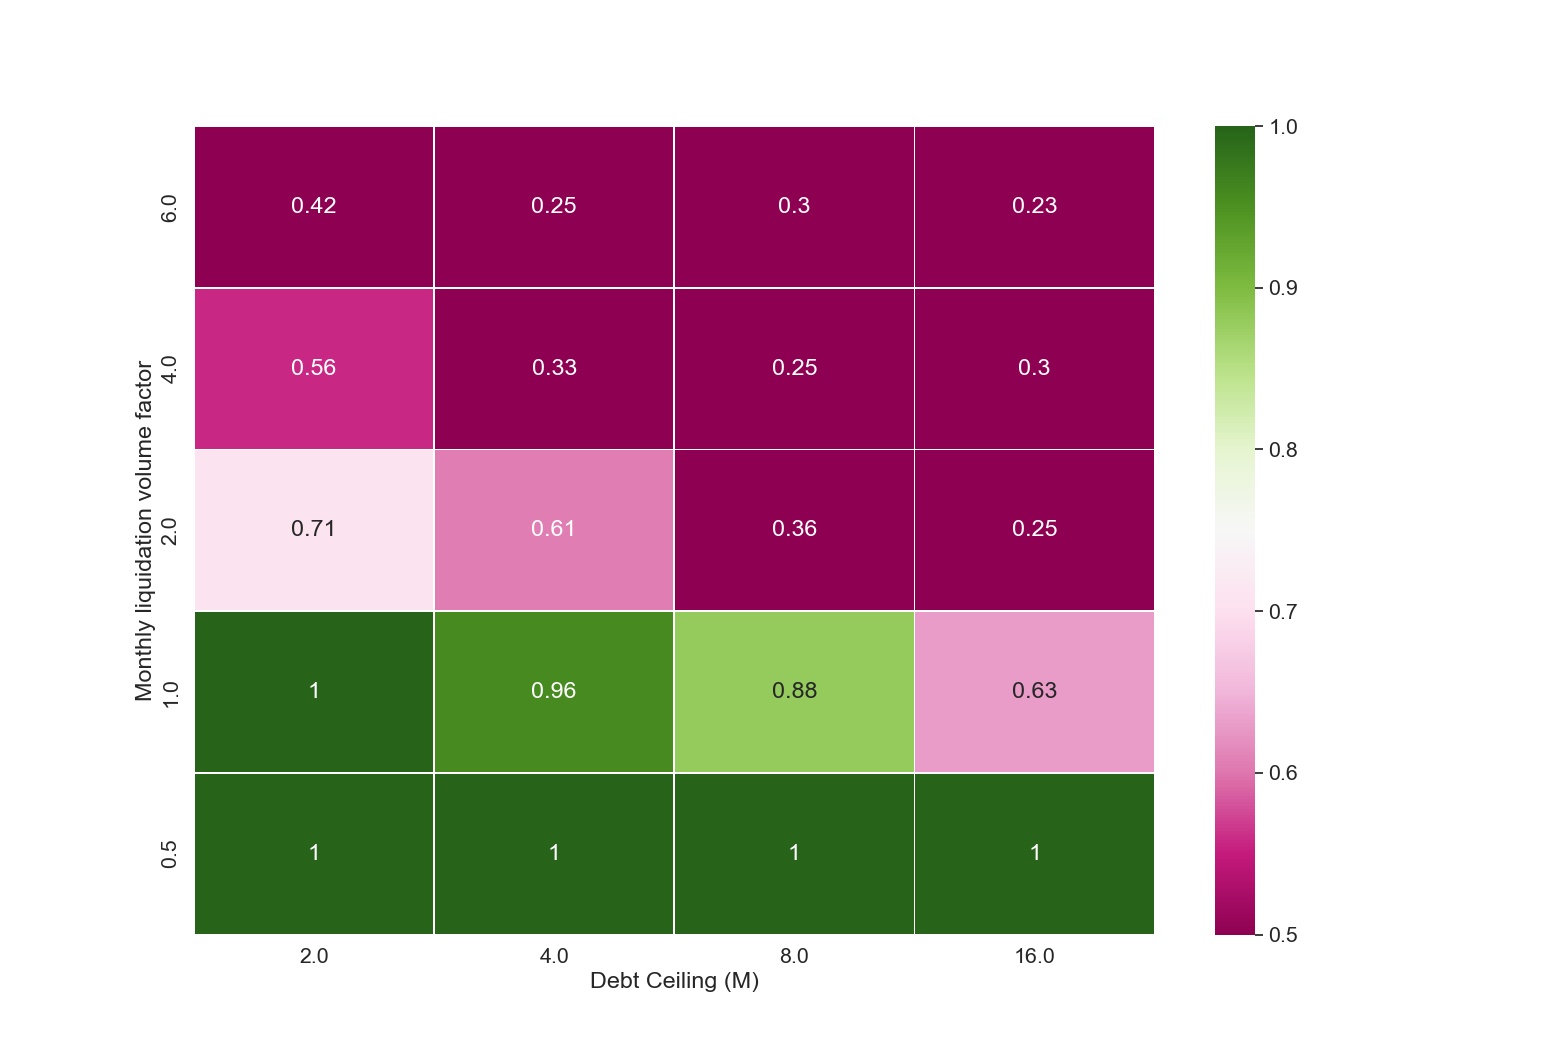 6.0 0.42 0.25 0.3 0.23
4.0 0.56 0.33 0.25 0.3
2.0 0.71 0.61 0.36 0.25
1.0 1 0.96 0.88 0.63
0.5 1 1 1 1
2.0 4.0 8.0 16.0
Debt Ceiling (M)
Monthly liquidation volume factor
1.0
0.9
0.8
0.7
0.6
0.5